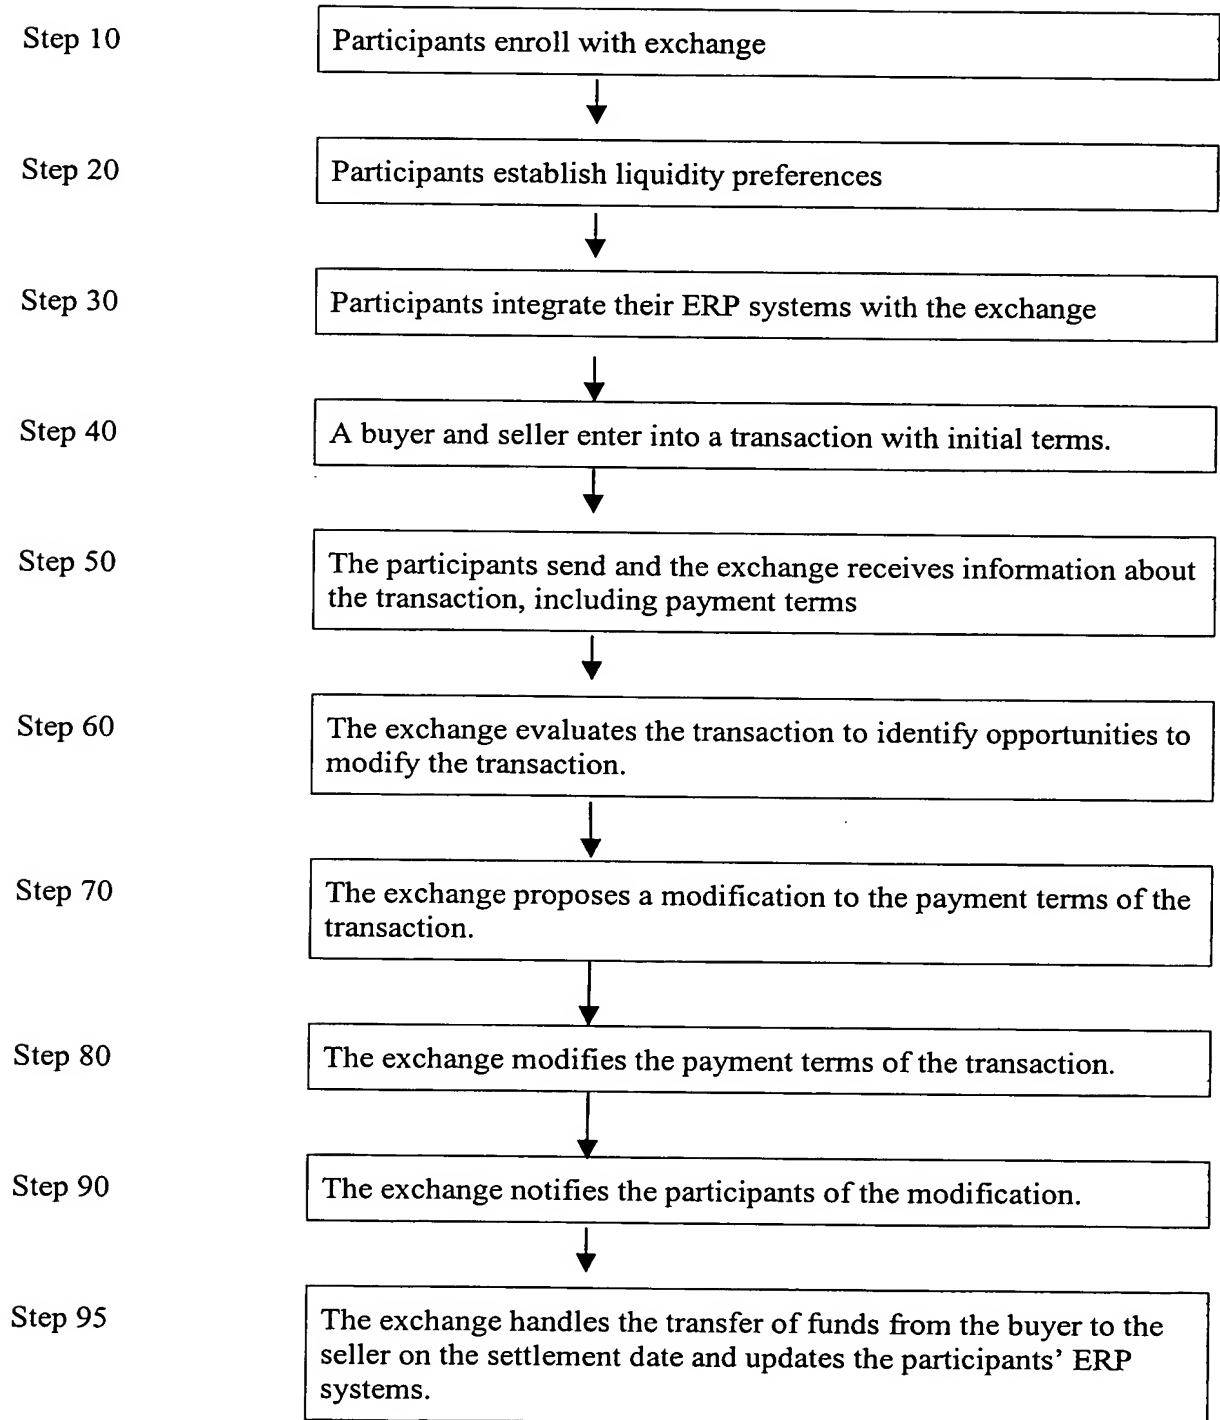 Step 10
Participants enroll with exchange
Step 20
Participants establish liquidity preferences
Step 30
Participants integrate their ERP systems with the exchange
Step 40
A buyer and seller enter into a transaction with initial terms.
Step 50
The participants send and the exchange receives information about
the transaction, including payment terms
Step 60
The exchange evaluates the transaction to identify opportunities to
modify the transaction.
Step 70
The exchange proposes a modification to the payment terms of the
transaction.
Step 80
The exchange modifies the payment terms of the transaction.
Step 90
The exchange notifies the participants of the modification.
Step 95
The exchange handles the transfer of funds from the buyer to the
seller on the settlement date and updates the participants’ ERP
systems.